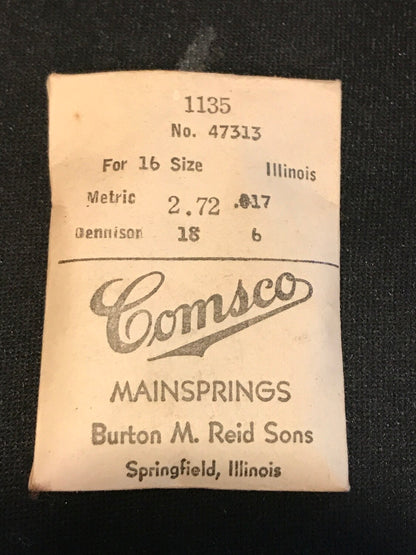 1135
No. 47313
For 16 Size Illinois
Metric 2.72 .017
Dennison 18 6
Comsco
MAINSPRINGS
Burton M. Reid Sons
Springfield, Illinois